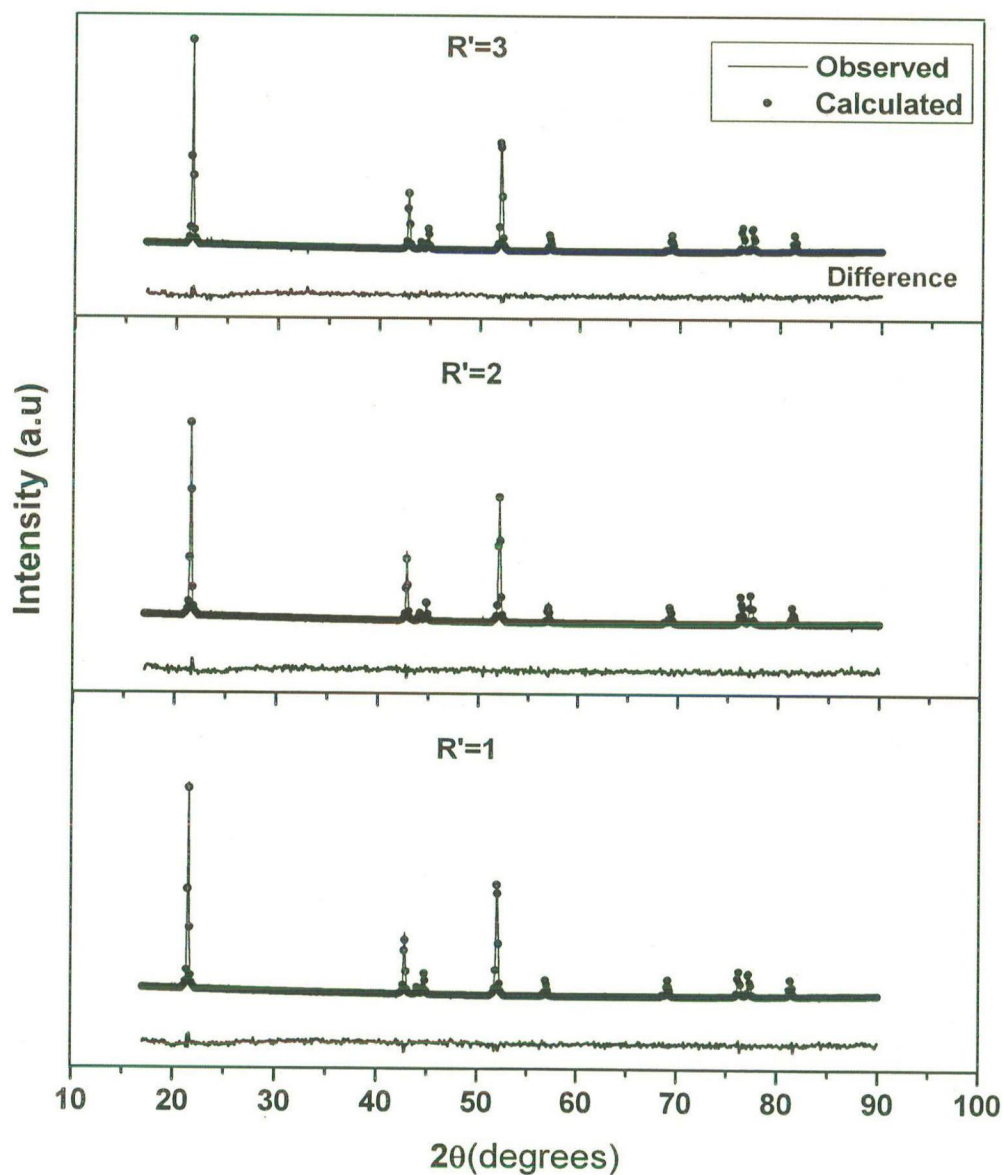 R'=3
Observed
Calculated
Difference
R'=2
R'=1
Intensity (a.u)
10 20 30 40 50 60 70 80 90 100
2θ(degrees)